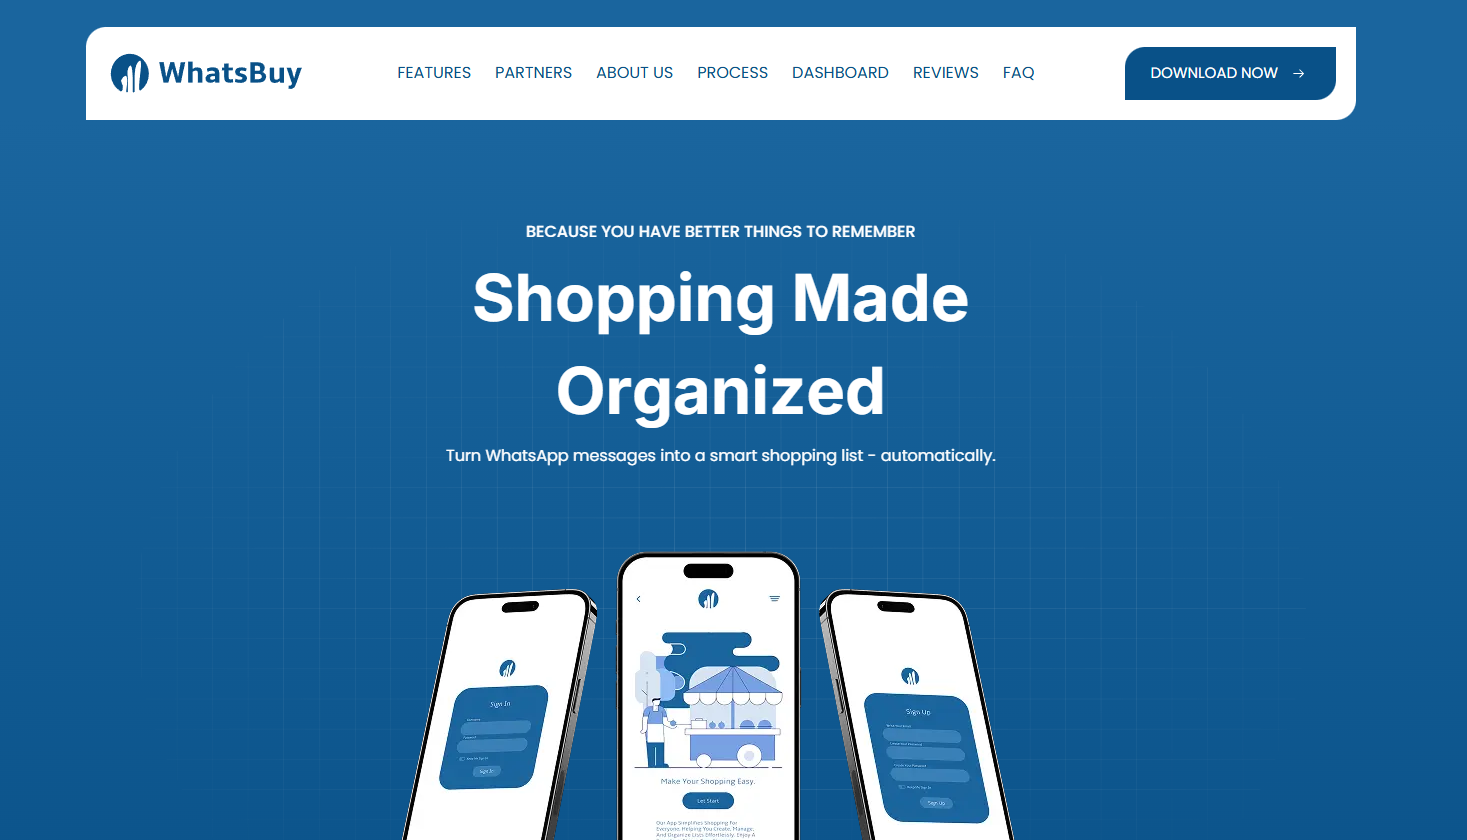 WhatsBuy
FEATURES PARTNERS ABOUT US PROCESS DASHBOARD REVIEWS FAQ
DOWNLOAD NOW →
BECAUSE YOU HAVE BETTER THINGS TO REMEMBER
Shopping Made
Organized
Turn WhatsApp messages into a smart shopping list - automatically.
Sign In
Password
Sign In
Make Your Shopping Easy.
Let Start
Our App Simplifies Shopping For
Everyone. Helping You Create, Manage,
And Organize Lists Effortlessly. Enjoy A
Sign Up
Sign Up